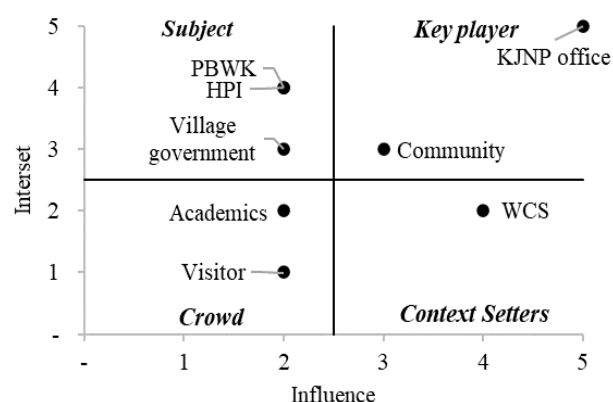 5
Subject
Key player
KJNP office
PBWK
HPI
4
Village
government
3
Community
Interset
2
Academics
WCS
Visitor
1
Crowd
Context Setters
-
-
1
2
3
4
5
Influence